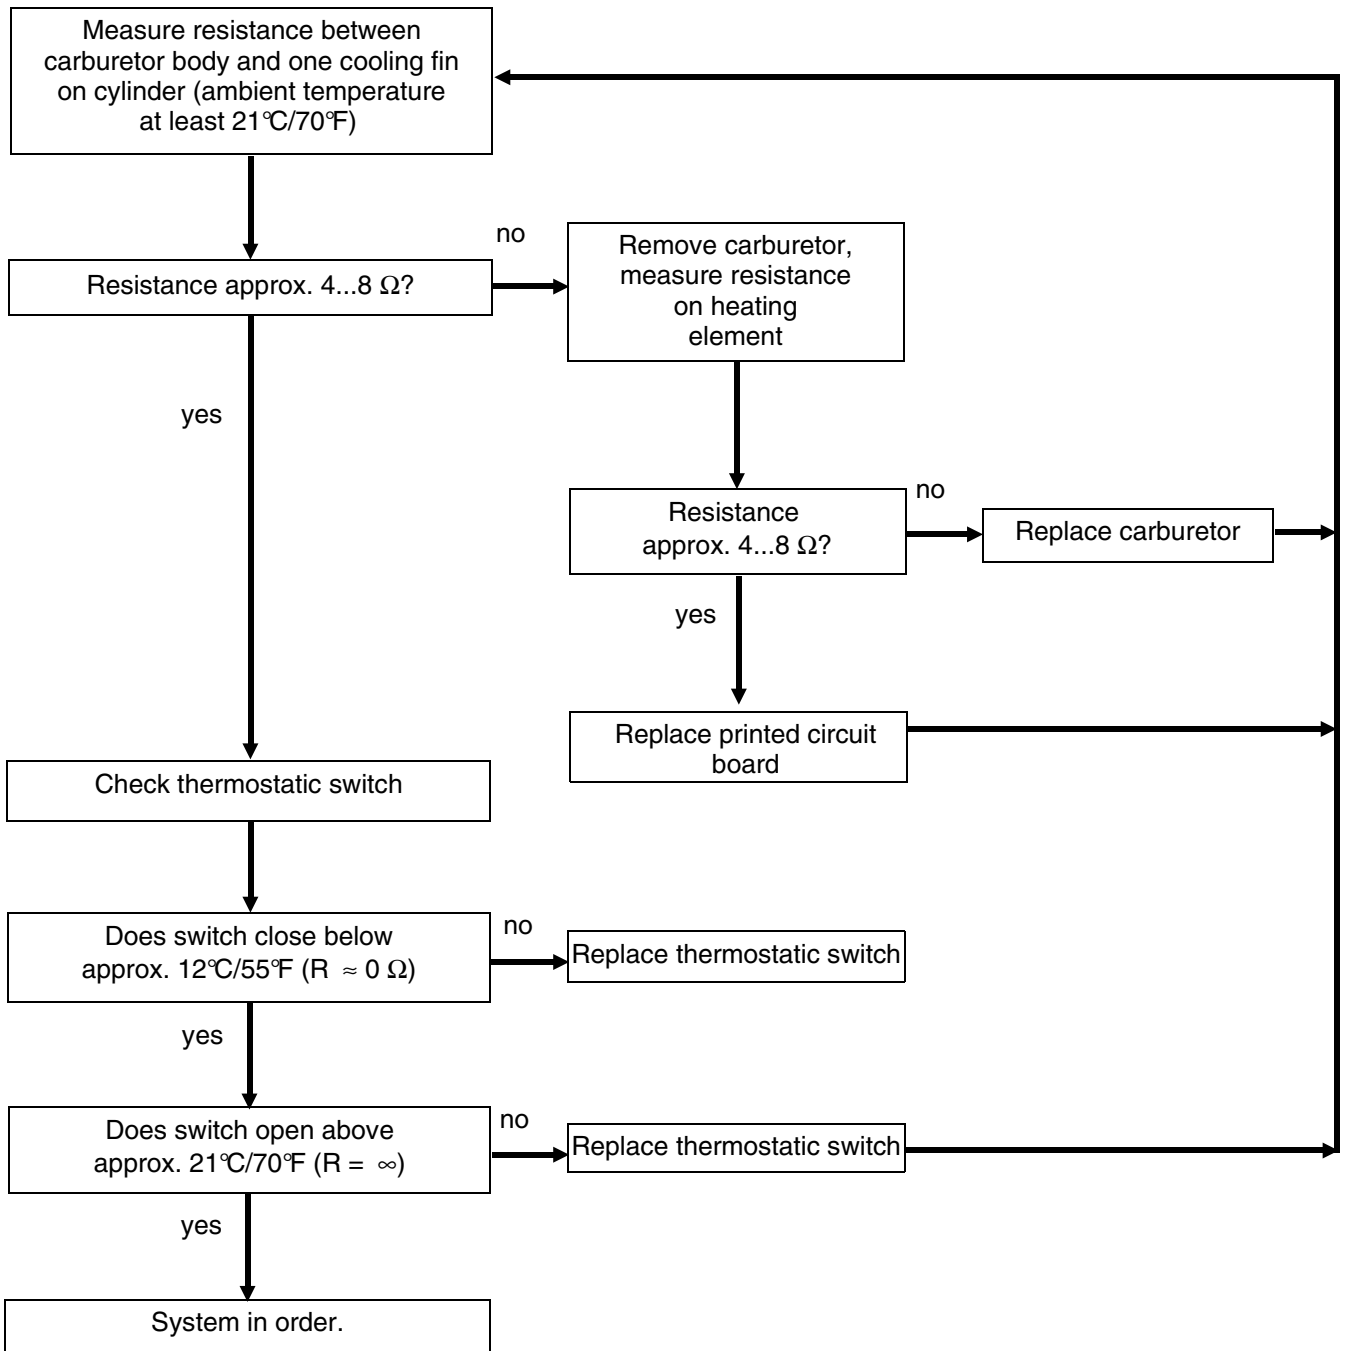 Measure resistance between
carburetor body and one cooling fin
on cylinder (ambient temperature
at least 21°C/70°F)
no
Remove carburetor,
measure resistance
on heating
element
Resistance approx. 4...8 Ω?
yes
no
Resistance
approx. 4...8 Ω?
Replace carburetor
yes
Replace printed circuit
board
Check thermostatic switch
no
Does switch close below
approx. 12°C/55°F (R ≈ 0 Ω)
Replace thermostatic switch
yes
no
Does switch open above
approx. 21°C/70°F (R = ∞)
Replace thermostatic switch
yes
System in order.